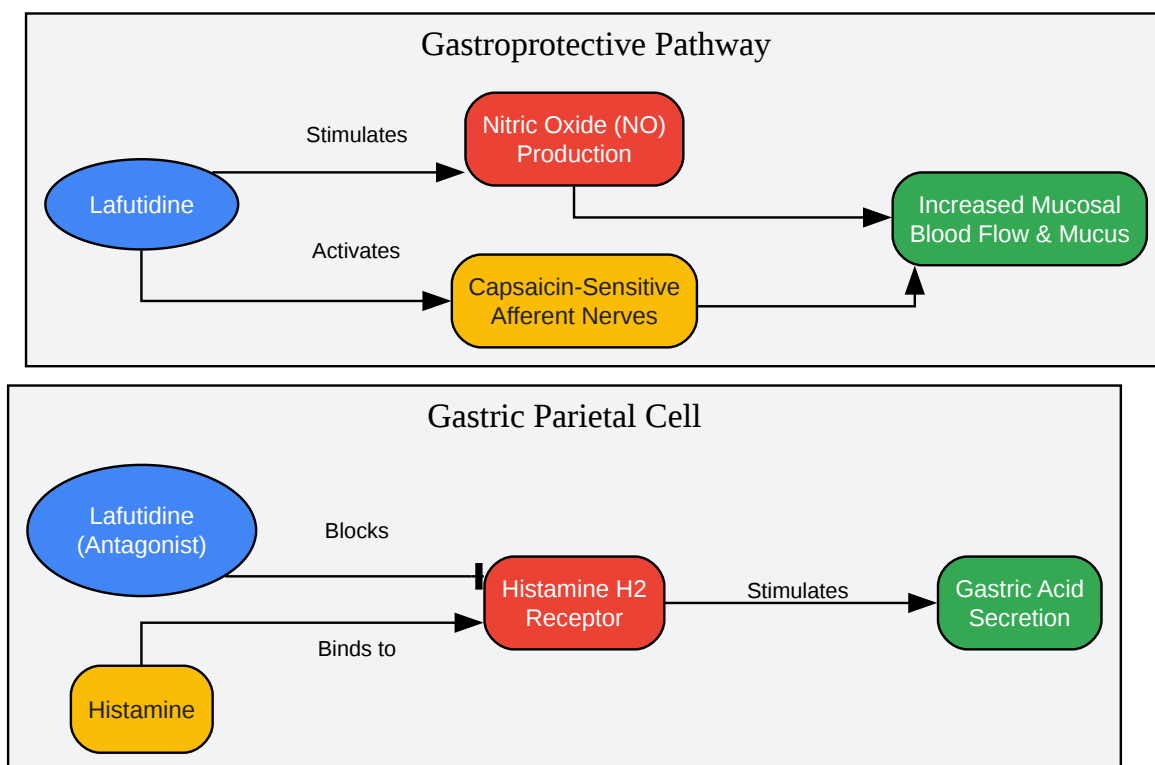 Gastroprotective Pathway
Stimulates
Nitric Oxide (NO)
Production
Lafutidine
Increased Mucosal
Blood Flow & Mucus
Activates
Capsaicin-Sensitive
Afferent Nerves
Gastric Parietal Cell
Lafutidine
(Antagonist)
Blocks
Histamine H2
Receptor
Stimulates
Gastric Acid
Secretion
Binds to
Histamine